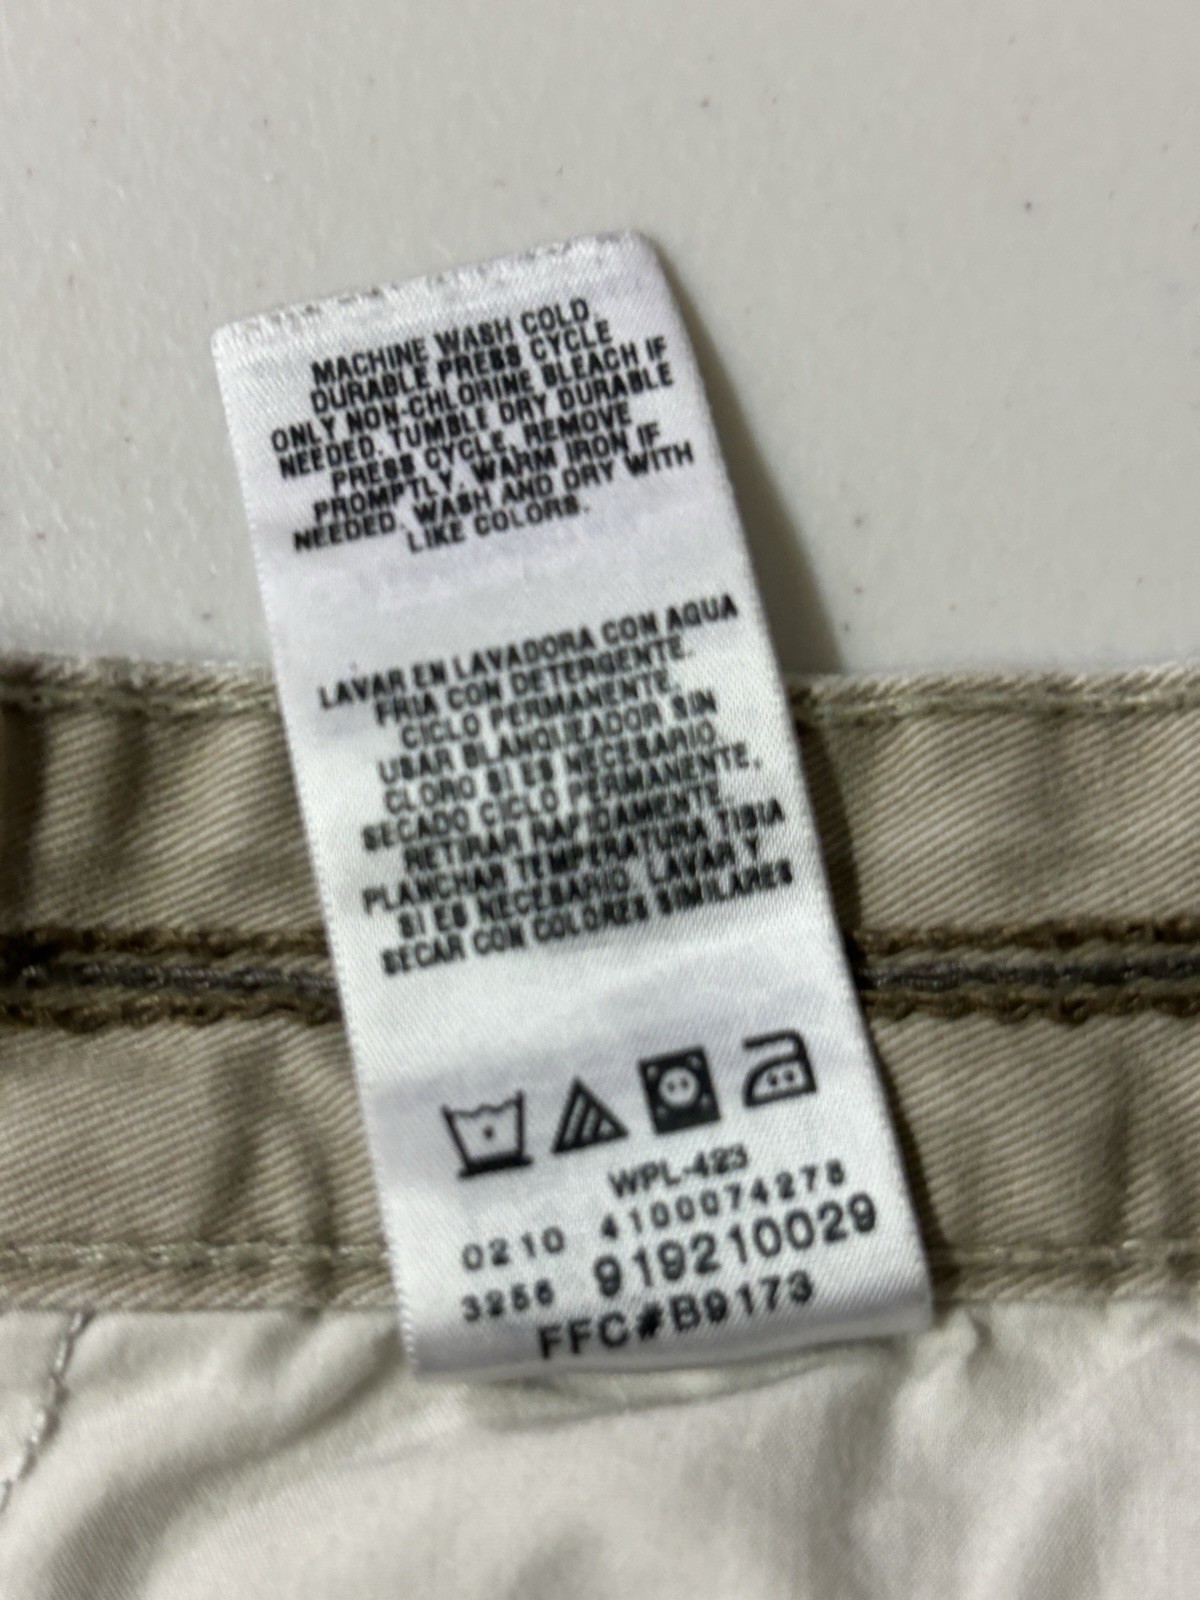 MACHINE WASH COLD,
DURABLE PRESS CYCLE
ONLY NON-CHLORINE BLEACH IF
NEEDED. TUMBLE DRY DURABLE
PRESS CYCLE, REMOVE
PROMPTLY. WARM IRON IF
NEEDED. WASH AND DRY WITH
LIKE COLORS.
LAVAR EN LAVADORA CON AGUA
FRIA CON DETERGENTE.
CICLO PERMANENTE.
USAR BLANQUEADOR SIN
CLORO SI ES NECESARIO.
SECADO CICLO PERMANENTE.
RETIRAR RAPIDAMENTE.
PLANCHAR TEMPERATURA TIBIA
SI ES NECESARIO. LAVAR Y
SECAR CON COLORES SIMILARES
WPL-423
0210 4100074278
3256 919210029
FFC#B9173